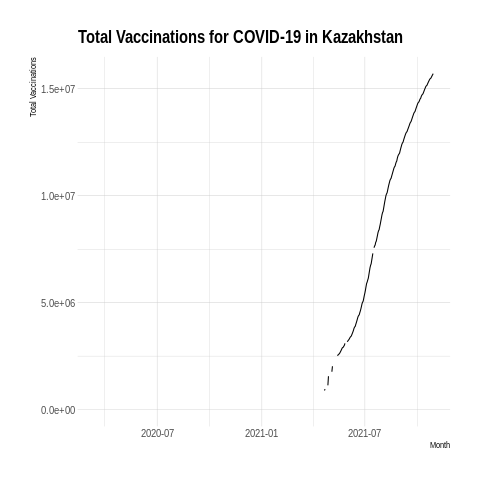 Total Vaccinations for COVID-19 in Kazakhstan
Total Vaccinations
1.5e+07
1.0e+07
5.0e+06
0.0e+00
2020-07 2021-01 2021-07
Month